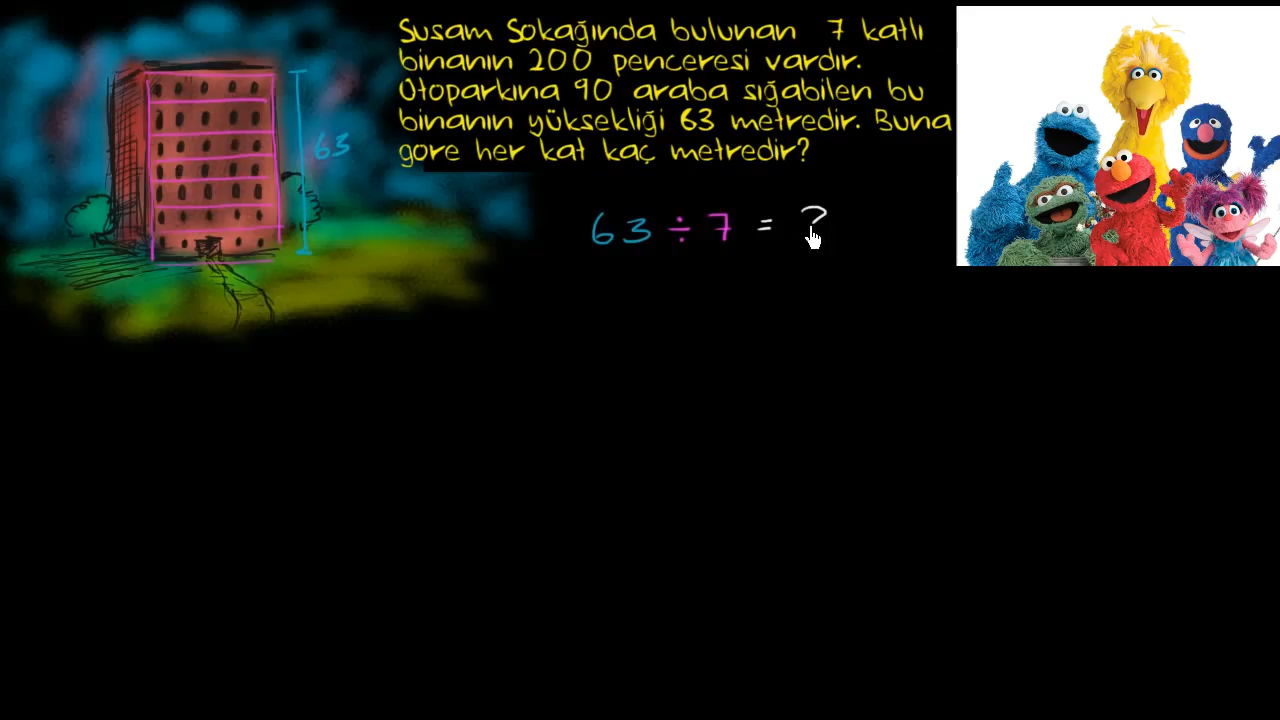 Susam Sokağında bulunan 7 katlı
binanın 200 penceresi vardır.
Otoparkına 90 araba sığabilen bu
binanın yüksekliği 63 metredir. Buna
göre her kat kaç metredir?
63
63 ÷ 7 = ?